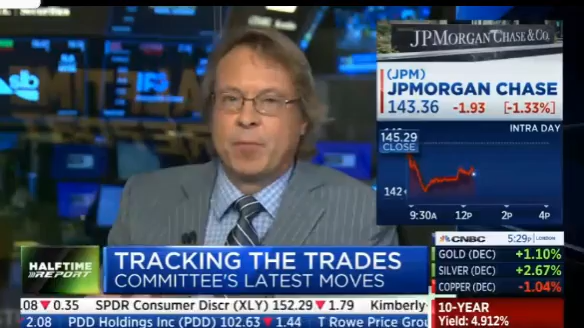 JPMORGAN CHASE & CO.
(JPM)
JPMORGAN CHASE
143.36 -1.93 [-1.33%]
INTRA DAY
145.29
CLOSE
142
9:30A 12P 2P 4P
HALFTIME
REPORT
TRACKING THE TRADES
COMMITTEE'S LATEST MOVES
CNBC 5:29P LONDON
GOLD (DEC) +1.10%
SILVER (DEC) +2.67%
COPPER (DEC) -1.04%
10-YEAR
Yield: 4.912%
.08 ▼ 0.35 SPDR Consumer Discr (XLY) 152.29 ▼ 1.79 Kimberly-
2.08 PDD Holdings Inc (PDD) 102.63 ▼ 1.44 T Rowe Price Grou